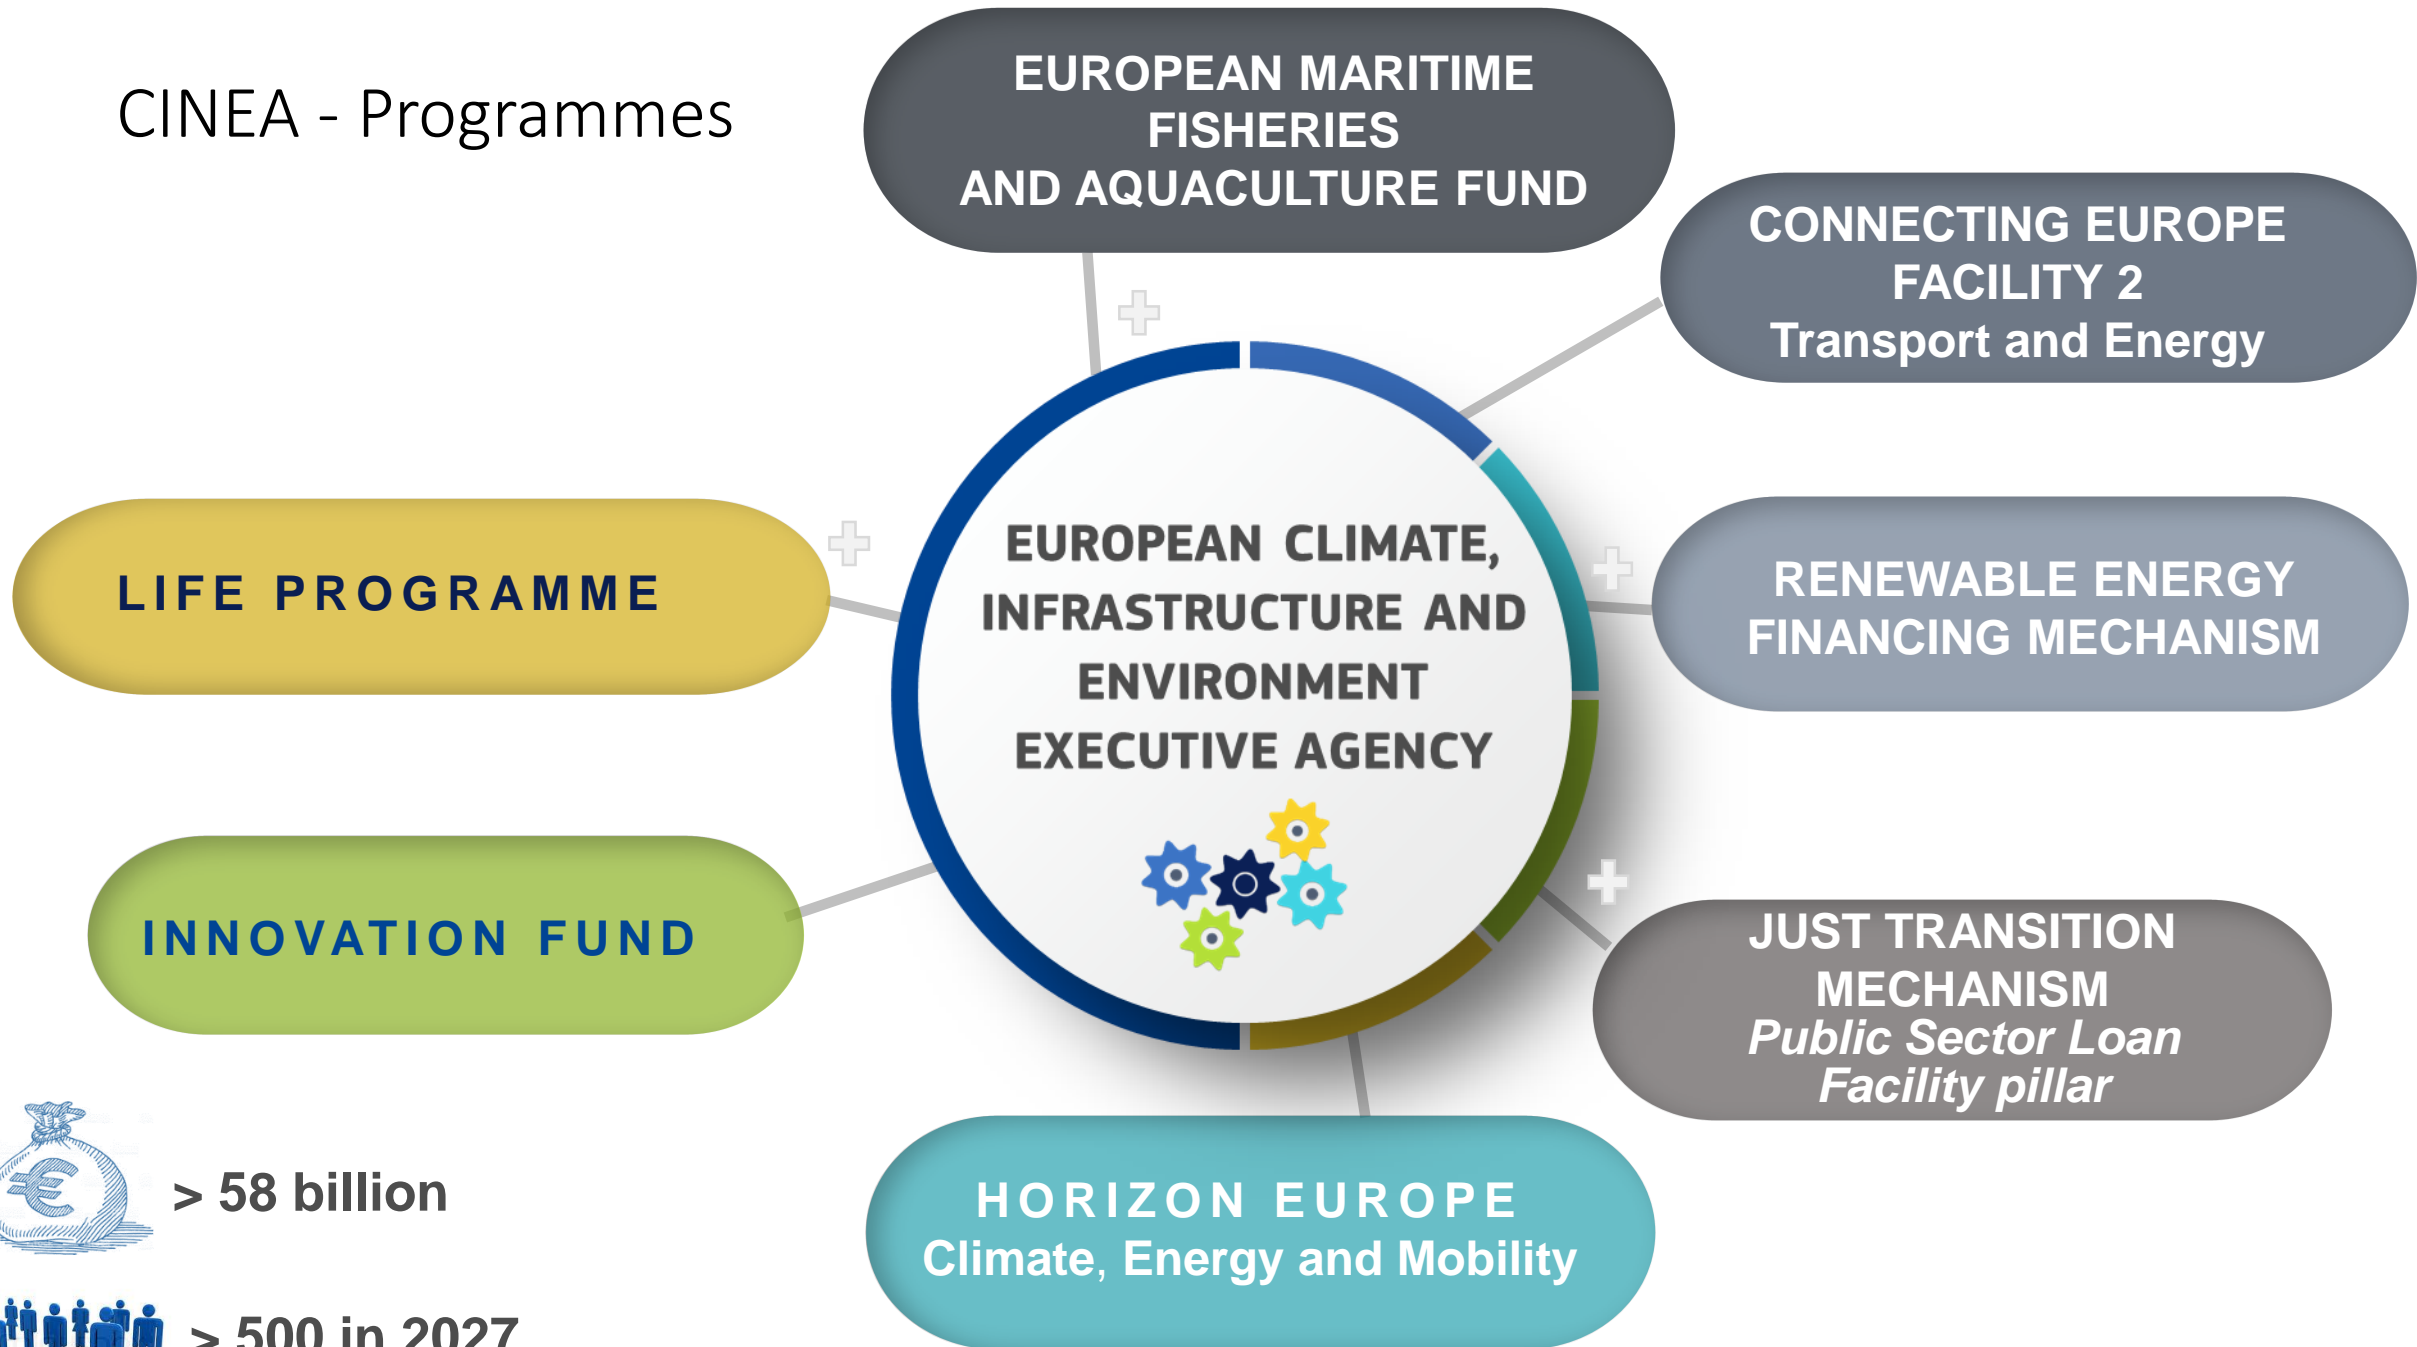 CINEA - Programmes
EUROPEAN MARITIME
FISHERIES
AND AQUACULTURE FUND
CONNECTING EUROPE
FACILITY 2
Transport and Energy
LIFE PROGRAMME
EUROPEAN CLIMATE,
INFRASTRUCTURE AND
ENVIRONMENT
EXECUTIVE AGENCY
RENEWABLE ENERGY
FINANCING MECHANISM
INNOVATION FUND
JUST TRANSITION
MECHANISM
Public Sector Loan
Facility pillar
€
> 58 billion
HORIZON EUROPE
Climate, Energy and Mobility
> 500 in 2027